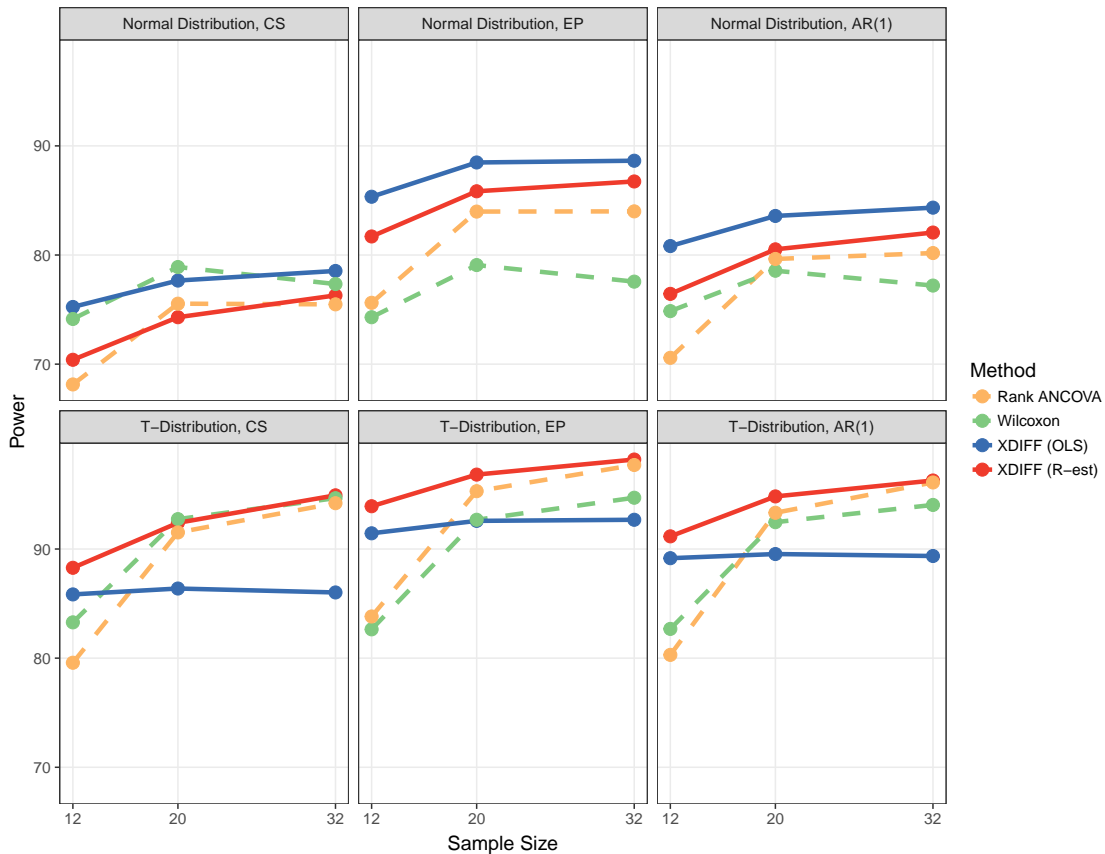 Normal Distribution, CS
Normal Distribution, EP
Normal Distribution, AR(1)
90
80
70
T−Distribution, CS
T−Distribution, EP
T−Distribution, AR(1)
90
80
70
Power
12
20
32
12
20
32
12
20
32
Sample Size
Method
Rank ANCOVA
Wilcoxon
XDIFF (OLS)
XDIFF (R−est)